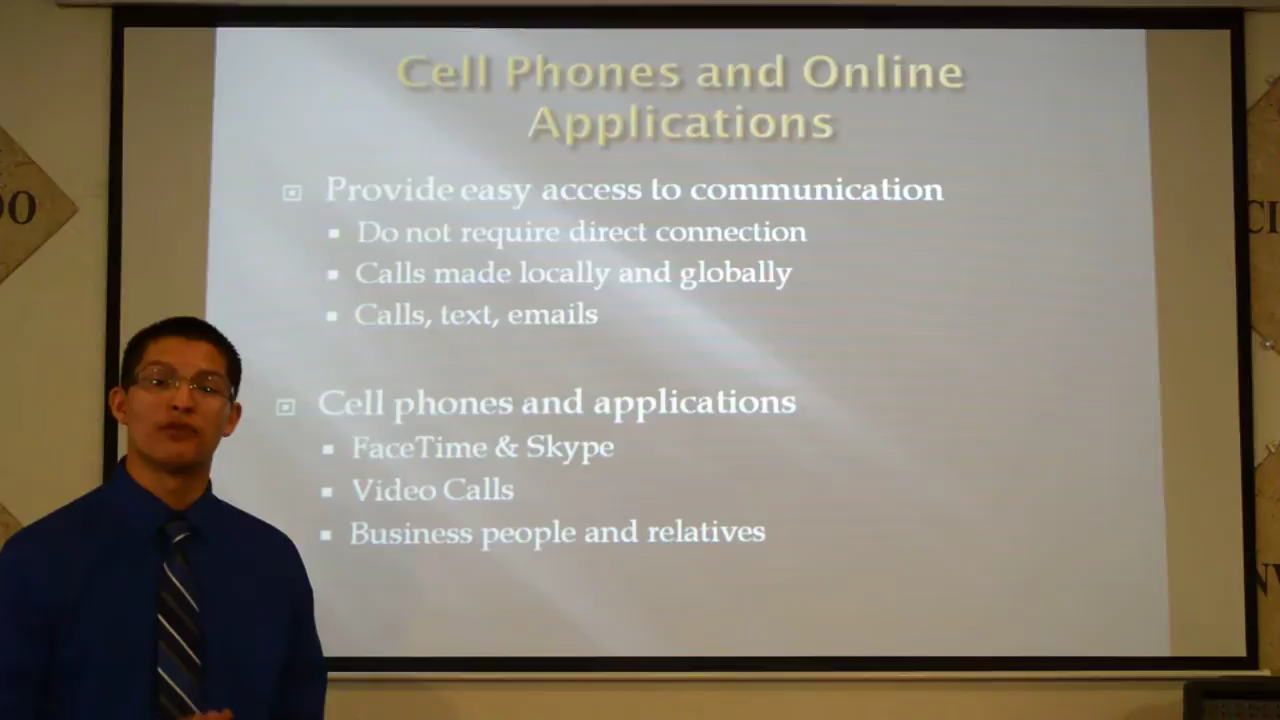 Cell Phones and Online
Applications
Provide easy access to communication
Do not require direct connection
Calls made locally and globally
Calls, text, emails
Cell phones and applications
FaceTime & Skype
Video Calls
Business people and relatives